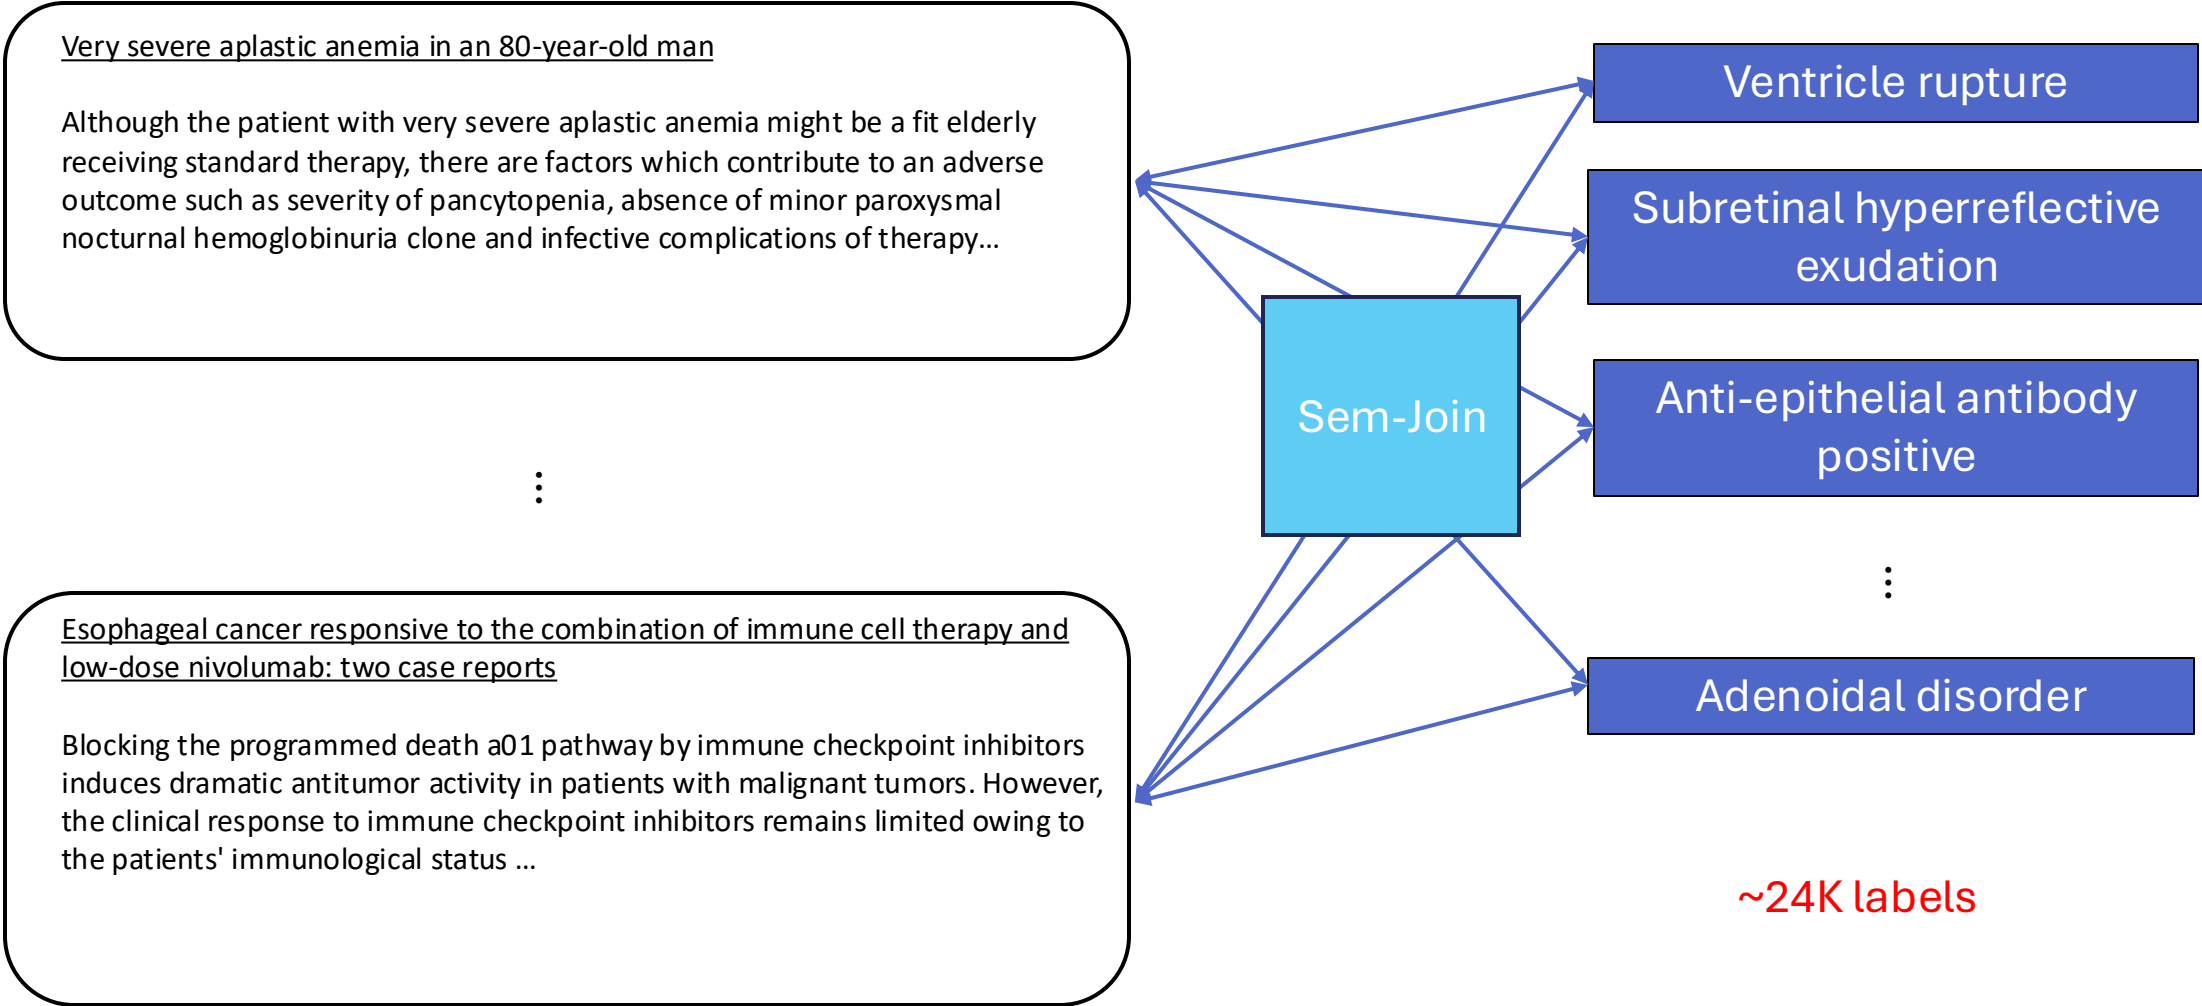 Very severe aplastic anemia in an 80-year-old man
Although the patient with very severe aplastic anemia might be a fit elderly
receiving standard therapy, there are factors which contribute to an adverse
outcome such as severity of pancytopenia, absence of minor paroxysmal
nocturnal hemoglobinuria clone and infective complications of therapy...
⋮
Esophageal cancer responsive to the combination of immune cell therapy and
low-dose nivolumab: two case reports
Blocking the programmed death a01 pathway by immune checkpoint inhibitors
induces dramatic antitumor activity in patients with malignant tumors. However,
the clinical response to immune checkpoint inhibitors remains limited owing to
the patients' immunological status ...
Sem-Join
Ventricle rupture
Subretinal hyperreflective
exudation
Anti-epithelial antibody
positive
⋮
Adenoidal disorder
~24K labels